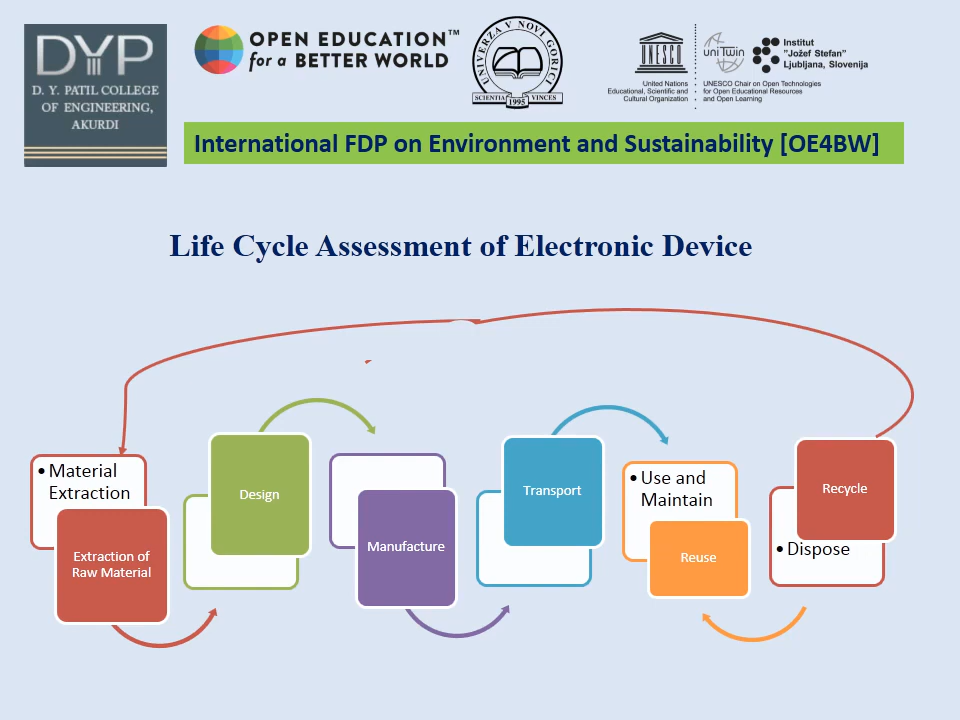 DYP
D. Y. PATIL COLLEGE
OF ENGINEERING,
AKURDI
OPEN EDUCATION™
for a BETTER WORLD
UNIVERZA V NOVI GORICI
SCIENTIA VINCES
1995
UNESCO
United Nations
Educational, Scientific and
Cultural Organization
uniTwin
Institut
"Jožef Stefan"
Ljubljana, Slovenija
UNESCO Chair on Open Technologies
for Open Educational Resources
and Open Learning
International FDP on Environment and Sustainability [OE4BW]
Life Cycle Assessment of Electronic Device
• Material
Extraction
Extraction of
Raw Material
Design
Manufacture
Transport
• Use and
Maintain
Reuse
Recycle
• Dispose